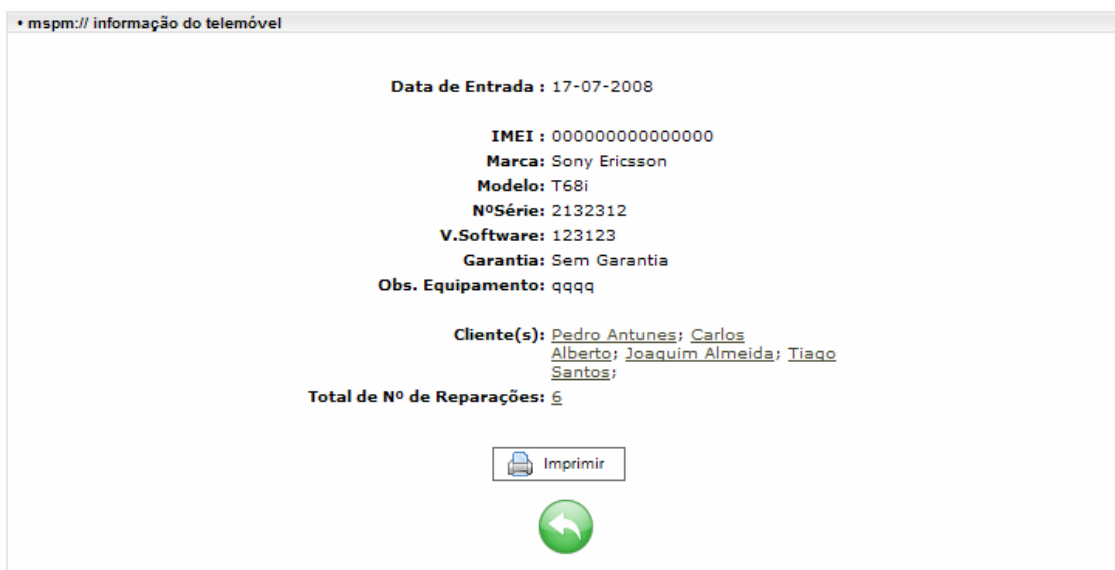 • mspm:// informação do telemóvel
Data de Entrada : 17-07-2008
IMEI : 000000000000000
Marca: Sony Ericsson
Modelo: T68i
NºSérie: 2132312
V.Software: 123123
Garantia: Sem Garantia
Obs. Equipamento: qqqq
Cliente(s): Pedro Antunes; Carlos
Alberto; Joaquim Almeida; Tiago
Santos;
Total de Nº de Reparações: 6
Imprimir